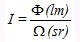 I = Φ(lm) / Ω(sr)